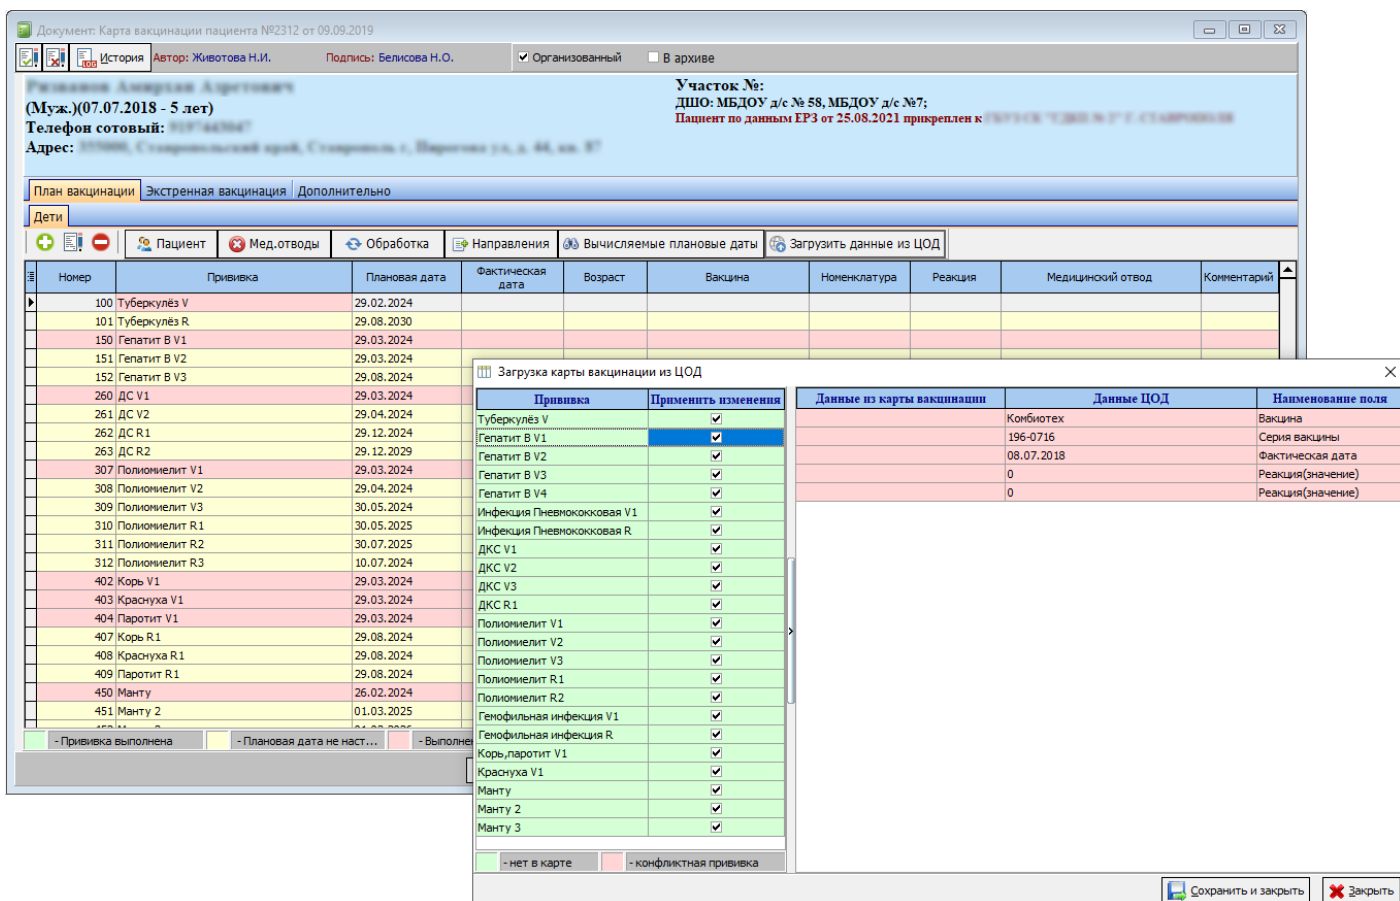 Документ: Карта вакцинации пациента №2312 от 09.09.2019
История Автор: Животова Н.И. Подпись: Белисова Н.О. Организованный В архиве
(Муж.)(07.07.2018 - 5 лет)
Телефон сотовый:
Адрес:
Участок №:
ДШО: МБДОУ д/с № 58, МБДОУ д/с №7;
Пациент по данным ЕРЗ от 25.08.2021 прикреплен к
План вакцинации Экстренная вакцинация Дополнительно
Дети
Пациент Мед.отводы Обработка Направления Вычисляемые плановые даты Загрузить данные из ЦОД
Номер Прививка Плановая дата Фактическая дата Возраст Вакцина Номенклатура Реакция Медицинский отвод Комментарий
100 Туберкулёз V 29.02.2024
101 Туберкулёз R 29.08.2030
150 Гепатит В V1 29.03.2024
151 Гепатит В V2 29.03.2024
152 Гепатит В V3 29.08.2024
260 ДС V1 29.03.2024
261 ДС V2 29.04.2024
262 ДС R1 29.12.2024
263 ДС R2 29.12.2029
307 Полиомиелит V1 29.03.2024
308 Полиомиелит V2 29.04.2024
309 Полиомиелит V3 30.05.2024
310 Полиомиелит R1 30.05.2025
311 Полиомиелит R2 30.07.2025
312 Полиомиелит R3 10.07.2024
402 Корь V1 29.03.2024
403 Краснуха V1 29.03.2024
404 Паротит V1 29.03.2024
407 Корь R1 29.08.2024
408 Краснуха R1 29.08.2024
409 Паротит R1 29.08.2024
450 Манту 26.02.2024
451 Манту 2 01.03.2025
- Прививка выполнена - Плановая дата не наст... - Выполнен
Загрузка карты вакцинации из ЦОД
Прививка Применить изменения
Туберкулёз V
Гепатит В V1
Гепатит В V2
Гепатит В V3
Гепатит В V4
Инфекция Пневмококковая V1
Инфекция Пневмококковая R
ДКС V1
ДКС V2
ДКС V3
ДКС R1
Полиомиелит V1
Полиомиелит V2
Полиомиелит V3
Полиомиелит R1
Полиомиелит R2
Гемофильная инфекция V1
Гемофильная инфекция R
Корь,паротит V1
Краснуха V1
Манту
Манту 2
Манту 3
- нет в карте - конфликтная прививка
Данные из карты вакцинации Данные ЦОД Наименование поля
Комбиотех Вакцина
196-0716 Серия вакцины
08.07.2018 Фактическая дата
0 Реакция(значение)
0 Реакция(значение)
Сохранить и закрыть Закрыть